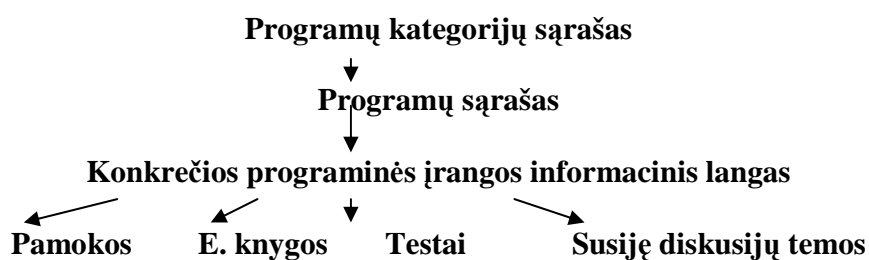 Programų kategorijų sąrašas
Programų sąrašas
Konkrečios programinės įrangos informacinis langas
Pamokos E. knygos Testai Susiję diskusijų temos